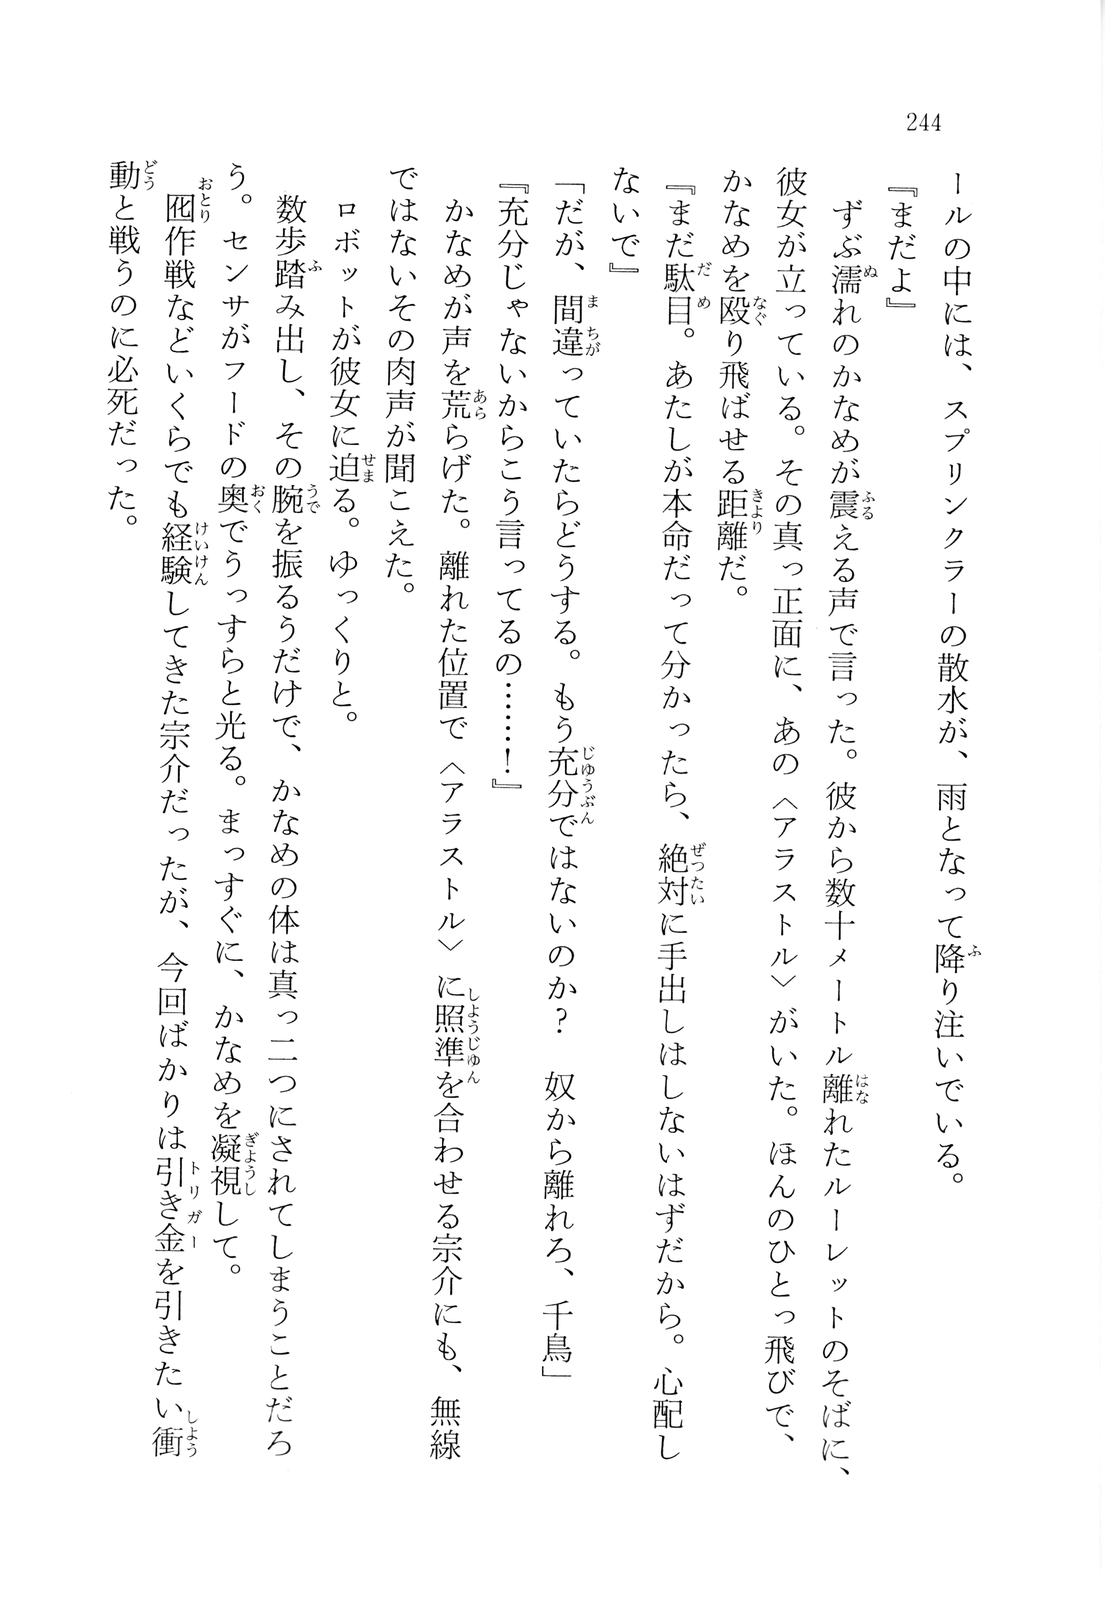 244
ールの中には、スプリンクラーの散水が、雨となって降り注いでいる。
『まだよ』
　ずぶ濡れのかなめが震える声で言った。彼から数十メートル離れたルーレットのそばに、
彼女が立っている。その真っ正面に、あの〈アラストル〉がいた。ほんのひとっ飛びで、
かなめを殴り飛ばせる距離だ。
『まだ駄目。あたしが本命だって分かったら、絶対に手出しはしないはずだから。心配し
ないで』
「だが、間違っていたらどうする。もう充分ではないのか？　奴から離れろ、千鳥」
『充分じゃないからこう言ってるの……！』
　かなめが声を荒らげた。離れた位置で〈アラストル〉に照準を合わせる宗介にも、無線
ではないその肉声が聞こえた。
　ロボットが彼女に迫る。ゆっくりと。
　数歩踏み出し、その腕を振るうだけで、かなめの体は真っ二つにされてしまうことだろ
う。センサがフードの奥でうっすらと光る。まっすぐに、かなめを凝視して。
　囮作戦などいくらでも経験してきた宗介だったが、今回ばかりは引き金を引きたい衝
動と戦うのに必死だった。